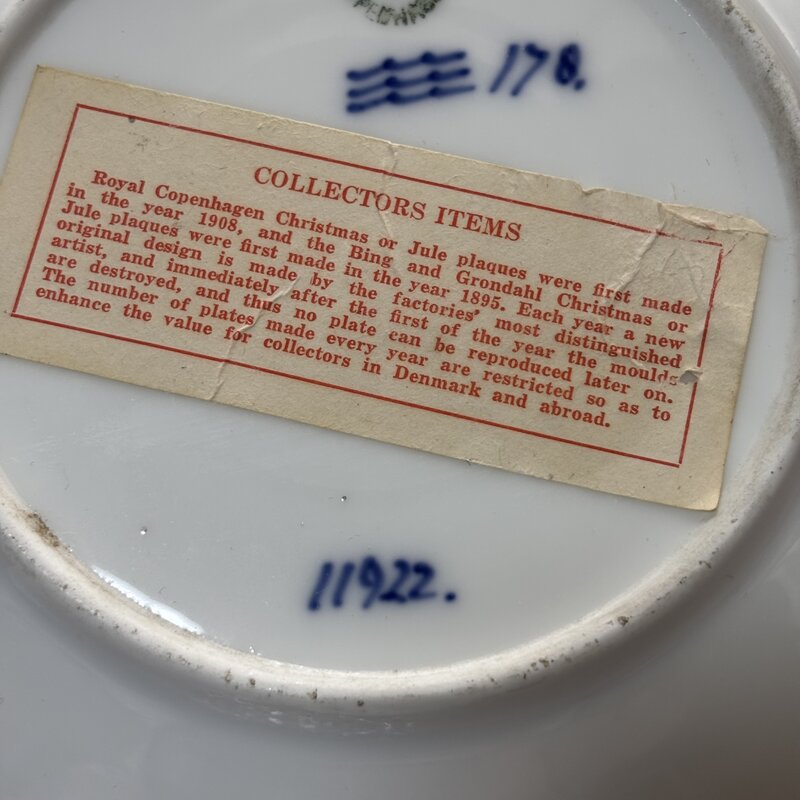 178.
COLLECTORS ITEMS
Royal Copenhagen Christmas or Jule plaques were first made
in the year 1908, and the Bing and Grondahl Christmas or
Jule plaques were first made in the year 1895. Each year a new
original design is made by the factories' most distinguished
artist, and immediately after the first of the year the moulds
are destroyed, and thus no plate can be reproduced later on.
The number of plates made every year are restricted so as to
enhance the value for collectors in Denmark and abroad.
11922.